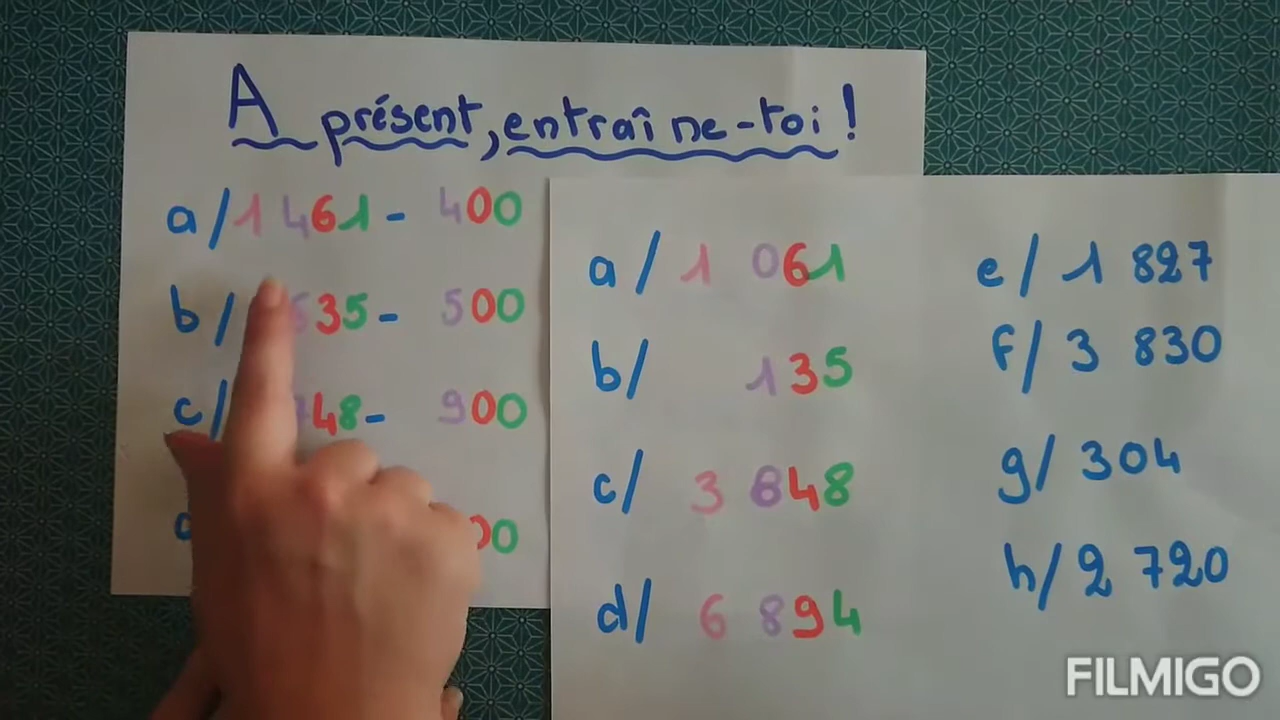 A présent, entraîne-toi !
a/ 1 461 - 400
b/ 635 - 500
c/ 748 - 900
00
a/ 1 061
b/ 135
c/ 3 848
d/ 6 894
e/ 1 827
f/ 3 830
g/ 304
h/ 2 720
FILMIGO